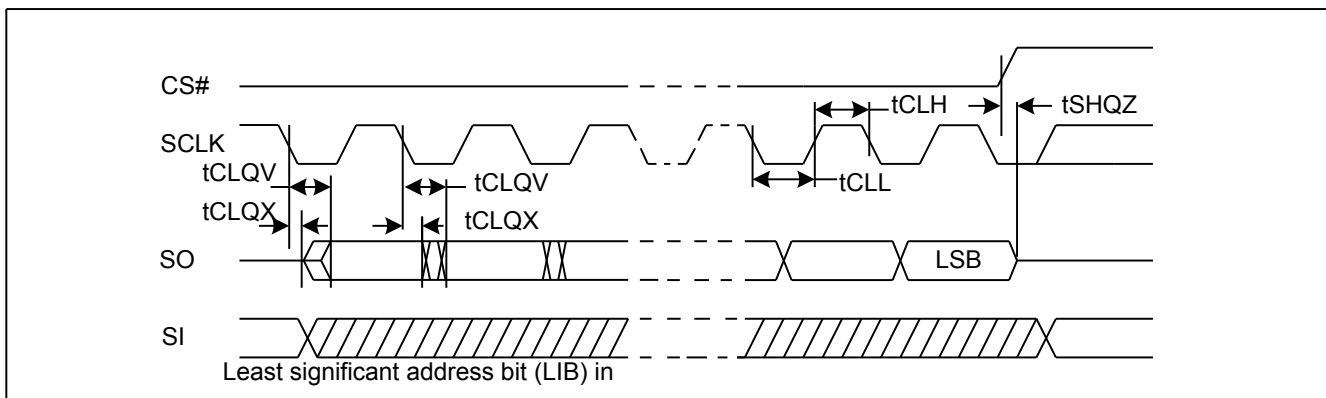 CS#
tCLH
tSHQZ
SCLK
tCLQV
tCLQV
tCLL
tCLQX
tCLQX
SO
LSB
SI
Least significant address bit (LIB) in